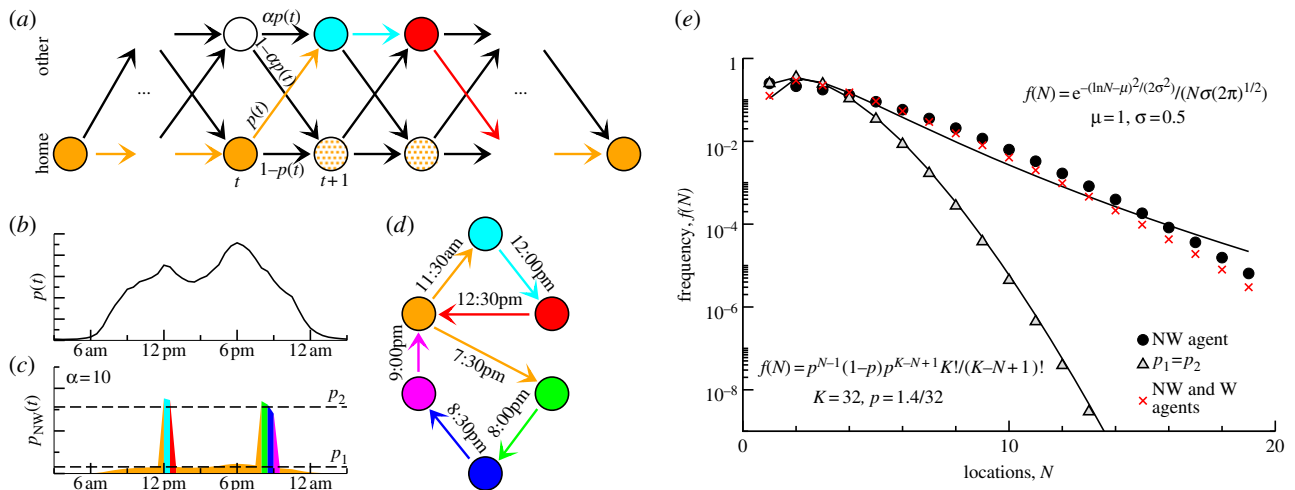 (a)
other
home
...
...
αp(t)
1–αp(t)
p(t)
1–p(t)
t
t+1
(b)
p(t)
6 am
12 pm
6 pm
12 am
(c)
α=10
p_NW(t)
p_2
p_1
6 am
12 pm
6 pm
12 am
(d)
11:30am
12:00pm
12:30pm
7:30pm
9:00pm
8:00pm
8:30pm
(e)
frequency, f(N)
1
10^–2
10^–4
10^–6
10^–8
f(N) = e^–(lnN–μ)^2/(2σ^2)/(Nσ(2π)^1/2)
μ=1, σ=0.5
NW agent
p_1=p_2
NW and W
agents
f(N) = p^N–1(1–p)p^K–N+1K!/(K–N+1)!
K=32, p=1.4/32
0
5
10
15
20
locations, N